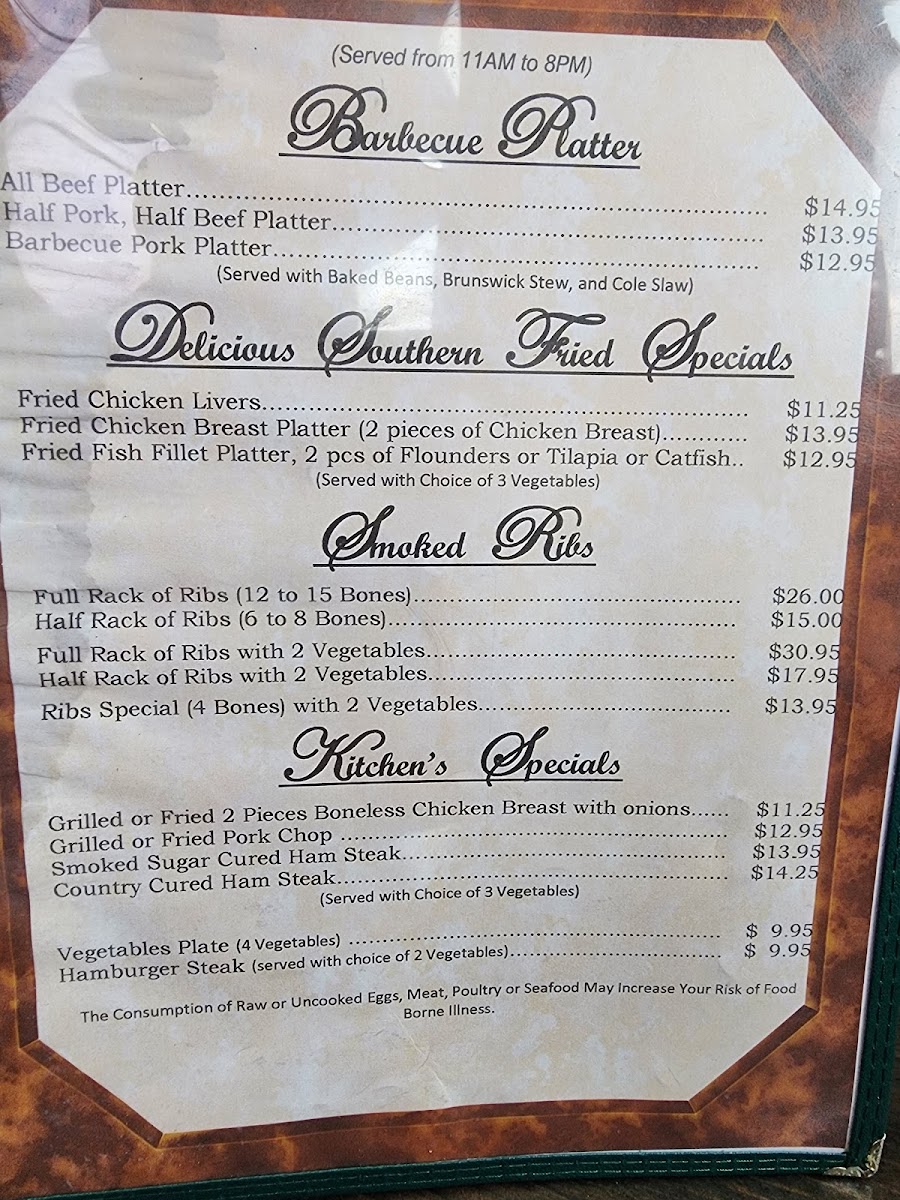 (Served from 11AM to 8PM)
Barbecue Platter
All Beef Platter.................................................................................... $14.95
Half Pork, Half Beef Platter............................................................... $13.95
Barbecue Pork Platter........................................................................ $12.95
(Served with Baked Beans, Brunswick Stew, and Cole Slaw)
Delicious Southern Fried Specials
Fried Chicken Livers............................................................... $11.25
Fried Chicken Breast Platter (2 pieces of Chicken Breast)............ $13.95
Fried Fish Fillet Platter, 2 pcs of Flounders or Tilapia or Catfish.. $12.95
(Served with Choice of 3 Vegetables)
Smoked Ribs
Full Rack of Ribs (12 to 15 Bones)........................................... $26.00
Half Rack of Ribs (6 to 8 Bones).............................................. $15.00
Full Rack of Ribs with 2 Vegetables......................................... $30.95
Half Rack of Ribs with 2 Vegetables......................................... $17.95
Ribs Special (4 Bones) with 2 Vegetables.................................. $13.95
Kitchen's Specials
Grilled or Fried 2 Pieces Boneless Chicken Breast with onions...... $11.25
Grilled or Fried Pork Chop ...................................................... $12.95
Smoked Sugar Cured Ham Steak............................................. $13.95
Country Cured Ham Steak...................................................... $14.25
(Served with Choice of 3 Vegetables)
Vegetables Plate (4 Vegetables) ................................................... $ 9.95
Hamburger Steak (served with choice of 2 Vegetables)................................. $ 9.95
The Consumption of Raw or Uncooked Eggs, Meat, Poultry or Seafood May Increase Your Risk of Food
Borne Illness.